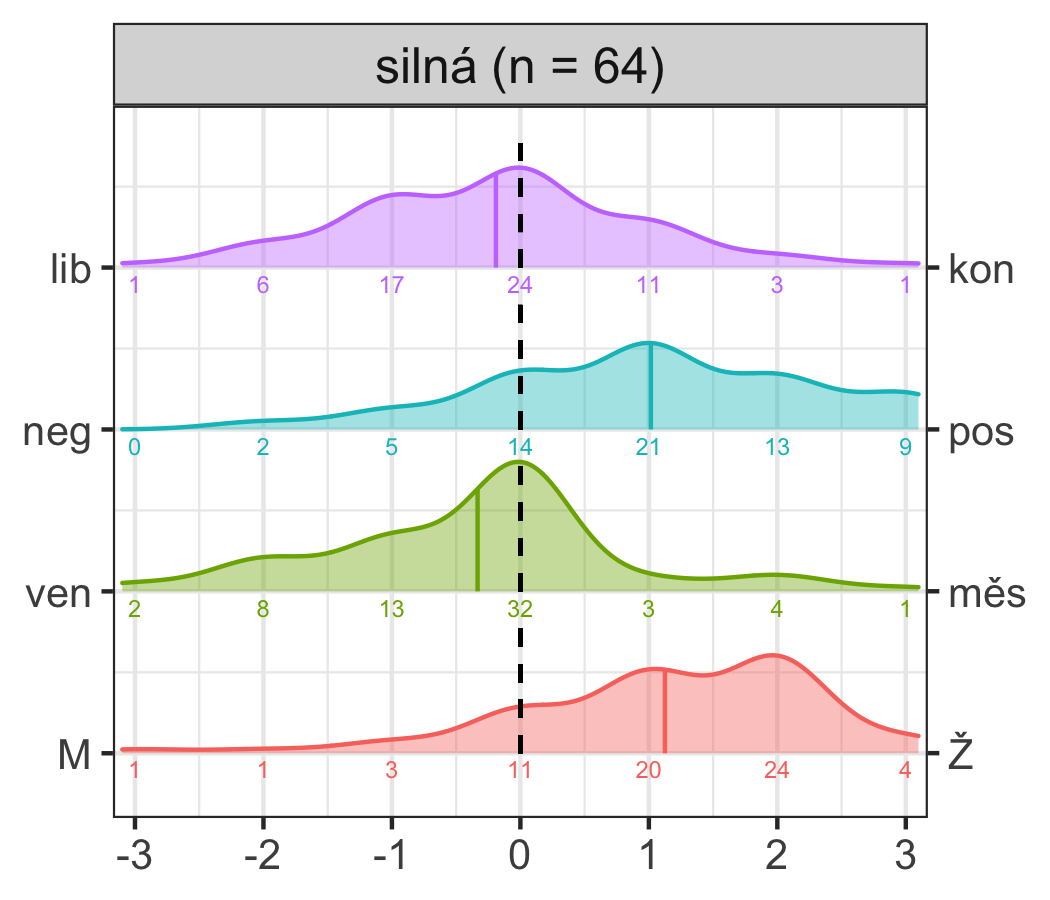 silná (n = 64)
lib kon
1 6 17 24 11 3 1
neg pos
0 2 5 14 21 13 9
ven měs
2 8 13 32 3 4 1
M Ž
1 1 3 11 20 24 4
-3 -2 -1 0 1 2 3